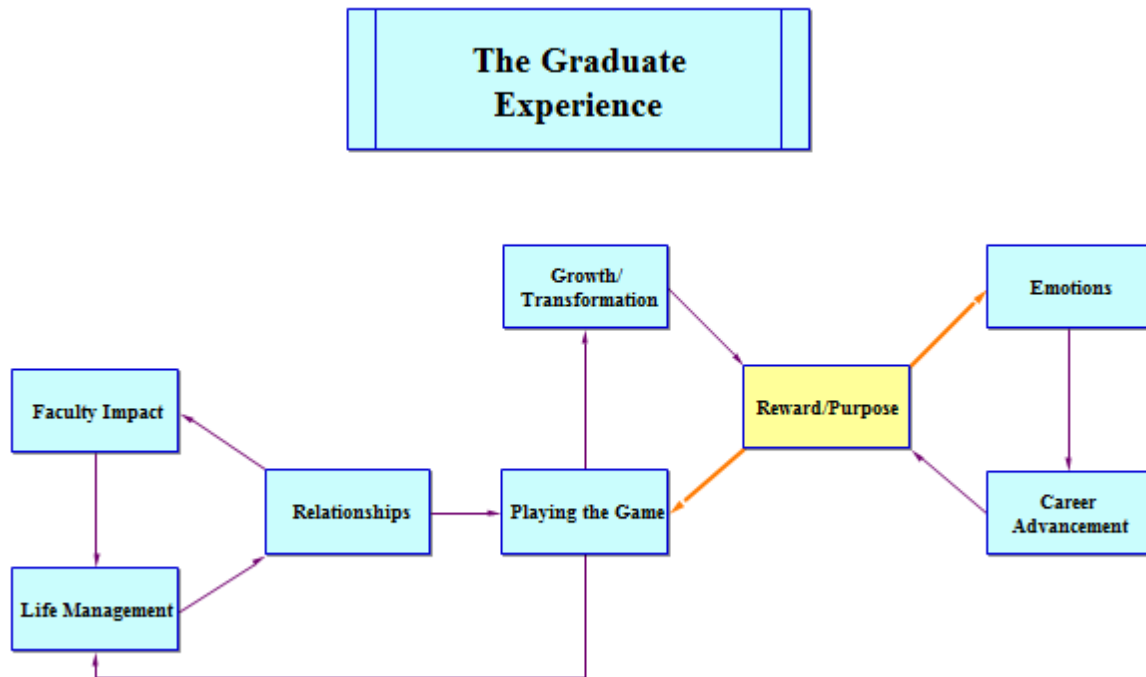 The Graduate
Experience
Growth/
Transformation
Emotions
Faculty Impact
Reward/Purpose
Relationships
Playing the Game
Career
Advancement
Life Management